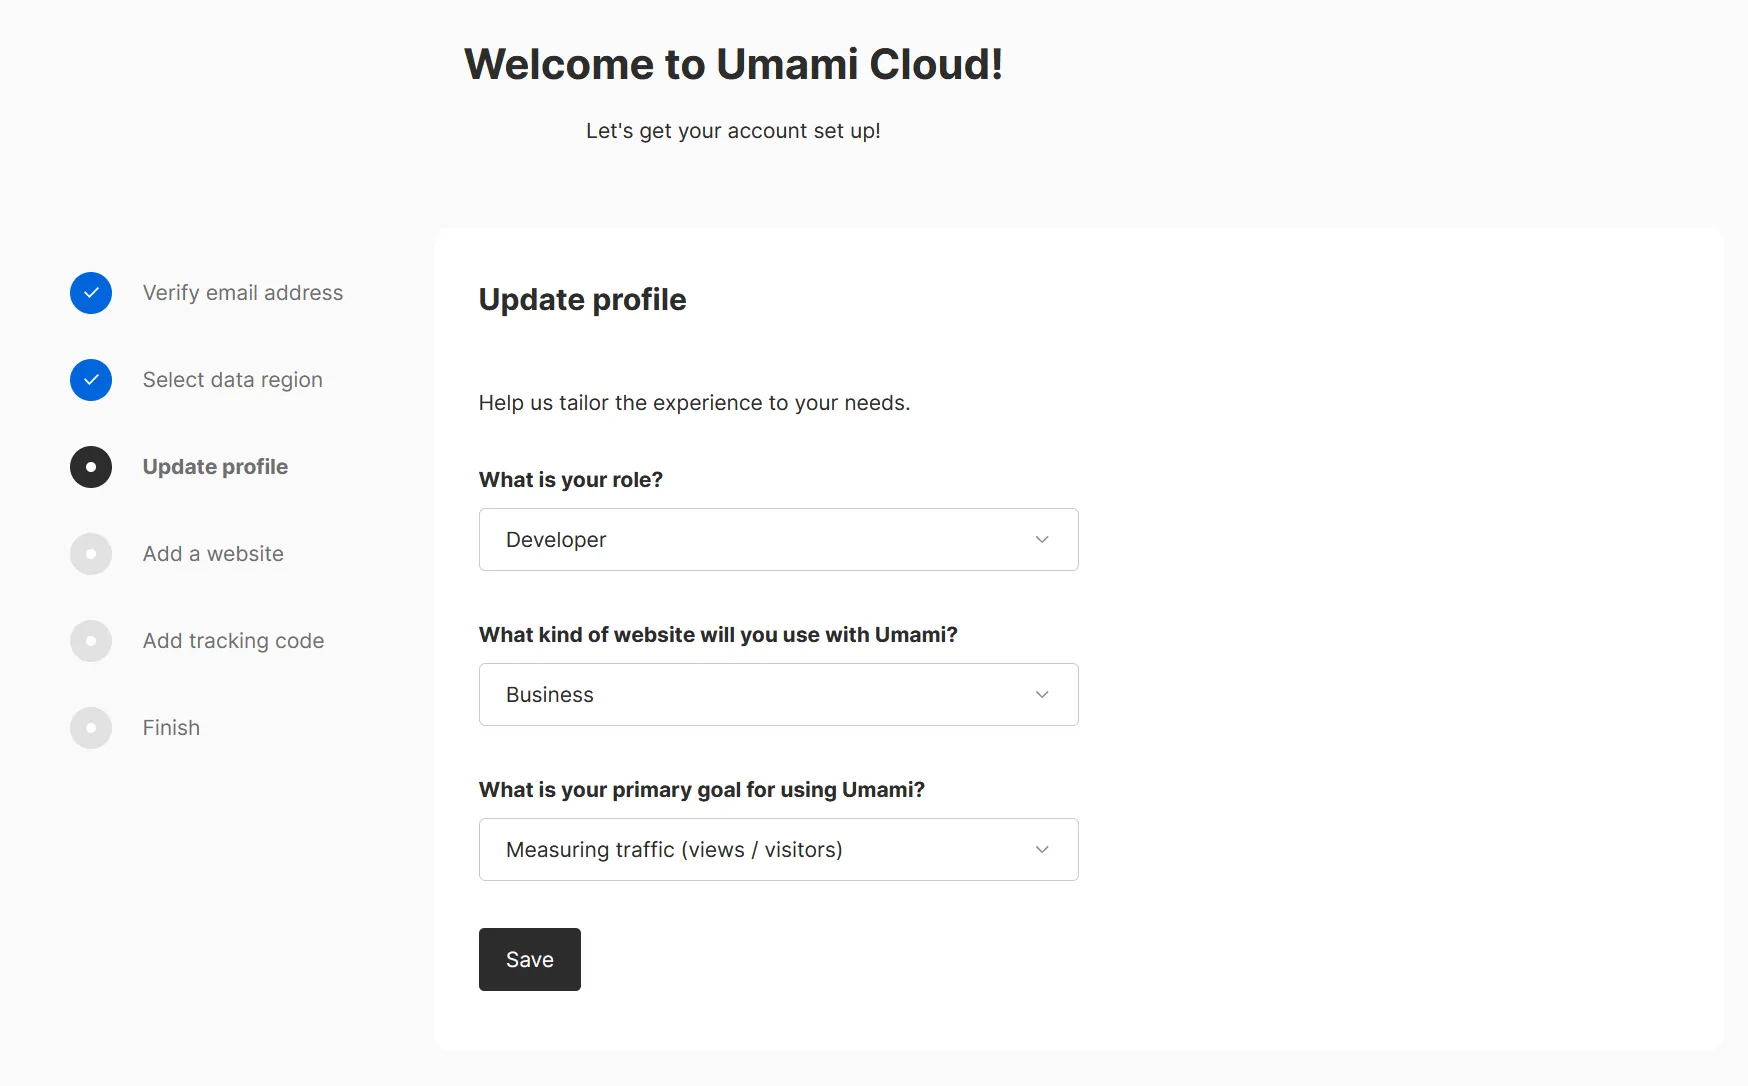 Welcome to Umami Cloud!
Let's get your account set up!
Verify email address
Select data region
Update profile
Add a website
Add tracking code
Finish
Update profile
Help us tailor the experience to your needs.
What is your role?
Developer
What kind of website will you use with Umami?
Business
What is your primary goal for using Umami?
Measuring traffic (views / visitors)
Save